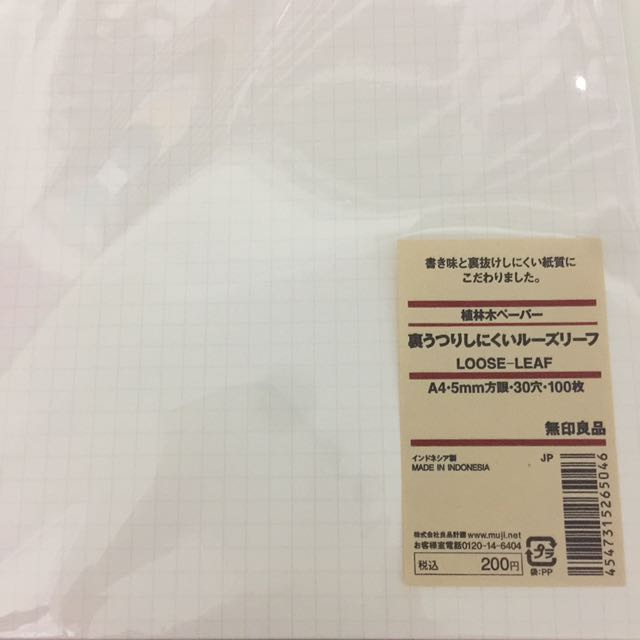 書き味と裏抜けしにくい紙質に
こだわりました。
植林木ペーパー
裏うつりしにくいルーズリーフ
LOOSE-LEAF
A4・5mm方眼・30穴・100枚
無印良品
インドネシア製
MADE IN INDONESIA
JP
株式会社良品計画 www.muji.net
お客様室電話0120-14-6404
税込 200円
プラ
袋:PP
4547315265046